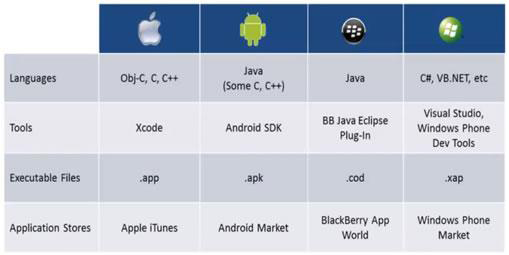 Languages
Obj-C, C, C++
Java
(Some C, C++)
Java
C#, VB.NET, etc
Tools
Xcode
Android SDK
BB Java Eclipse
Plug-In
Visual Studio,
Windows Phone
Dev Tools
Executable Files
.app
.apk
.cod
.xap
Application Stores
Apple iTunes
Android Market
BlackBerry App
World
Windows Phone
Market